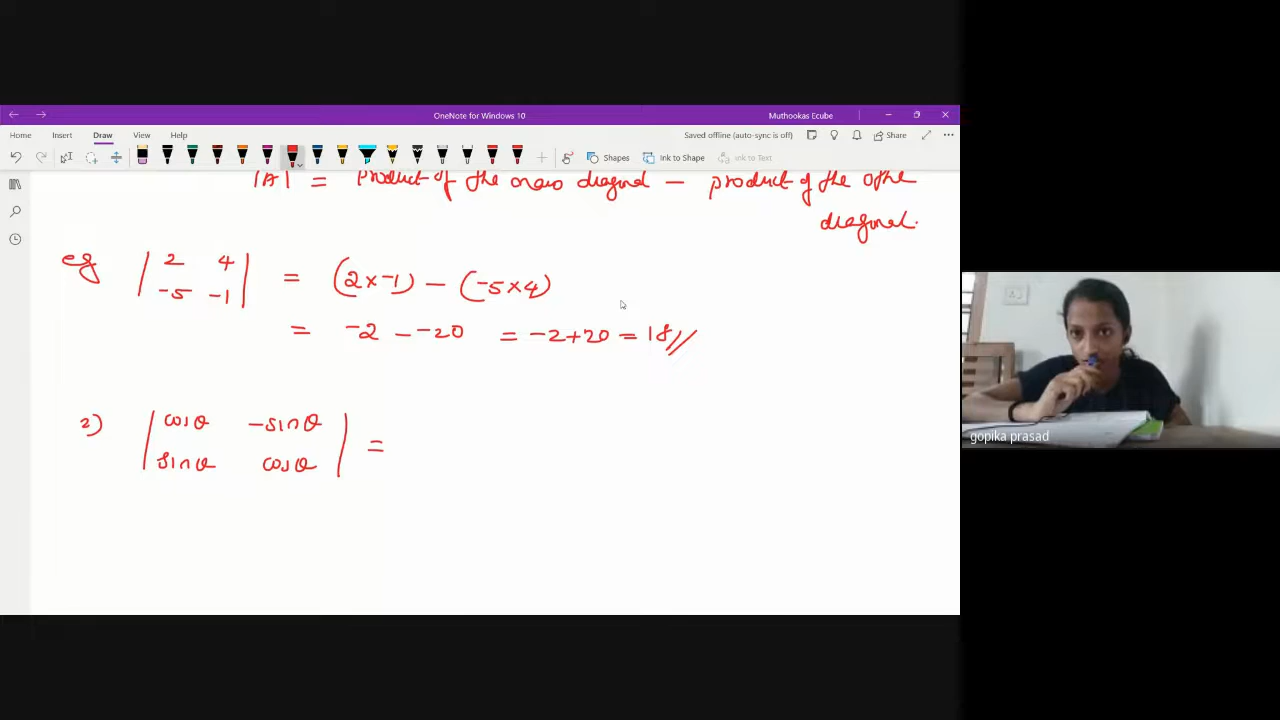 OneNote for Windows 10
Muthookas Ecube
Home Insert Draw View Help
Saved offline (auto-sync is off)
Share
Shapes
Ink to Shape
Ink to Text
|A| = product of the diagonal — product of the
diagonal.
eg | 2 4 | = (2×-1) — (-5×4)
| -5 -1 |
= -2 — -20 = -2+20 = 18//
2) | cosθ -sinθ | =
| sinθ cosθ |
gopika prasad